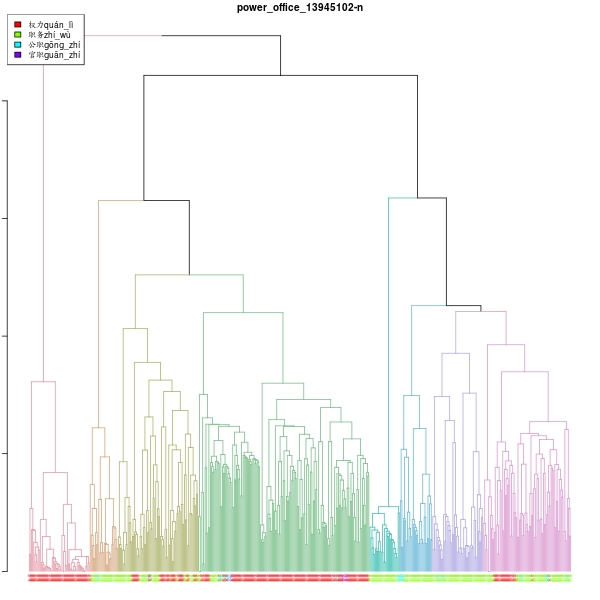 power_office_13945102-n
权力quán_lì
职务zhí_wù
公职gōng_zhí
官职guān_zhí